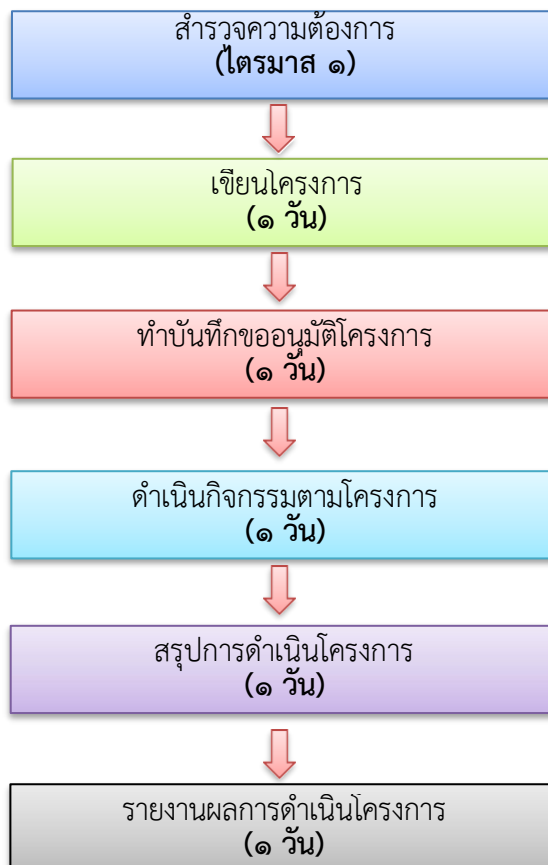 สำรวจความต้องการ
(ไตรมาส ๑)
เขียนโครงการ
(๑ วัน)
ทำบันทึกขออนุมัติโครงการ
(๑ วัน)
ดำเนินกิจกรรมตามโครงการ
(๑ วัน)
สรุปการดำเนินโครงการ
(๑ วัน)
รายงานผลการดำเนินโครงการ
(๑ วัน)